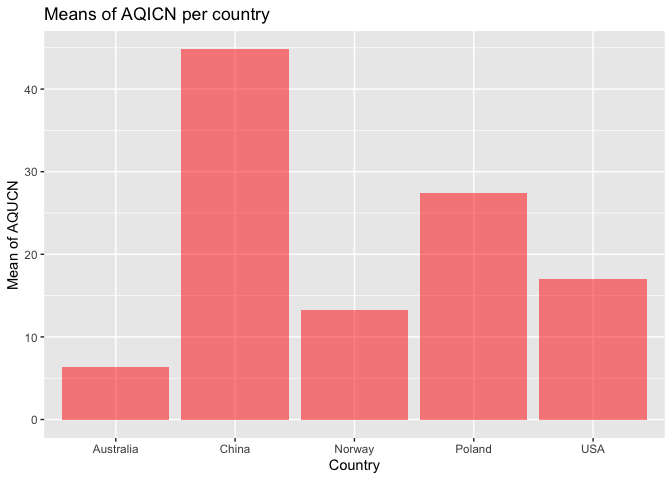 Means of AQICN per country
Mean of AQUCN
40
30
20
10
0
Australia China Norway Poland USA
Country